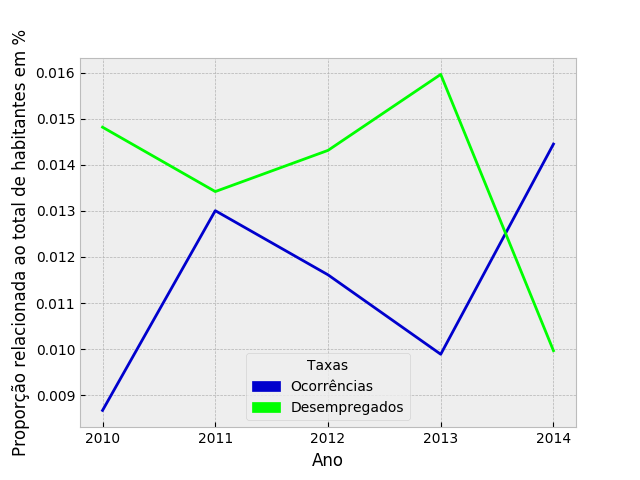 Proporção relacionada ao total de habitantes em %
0.016
0.015
0.014
0.013
0.012
0.011
0.010
0.009
Taxas
Ocorrências
Desempregados
2010 2011 2012 2013 2014
Ano